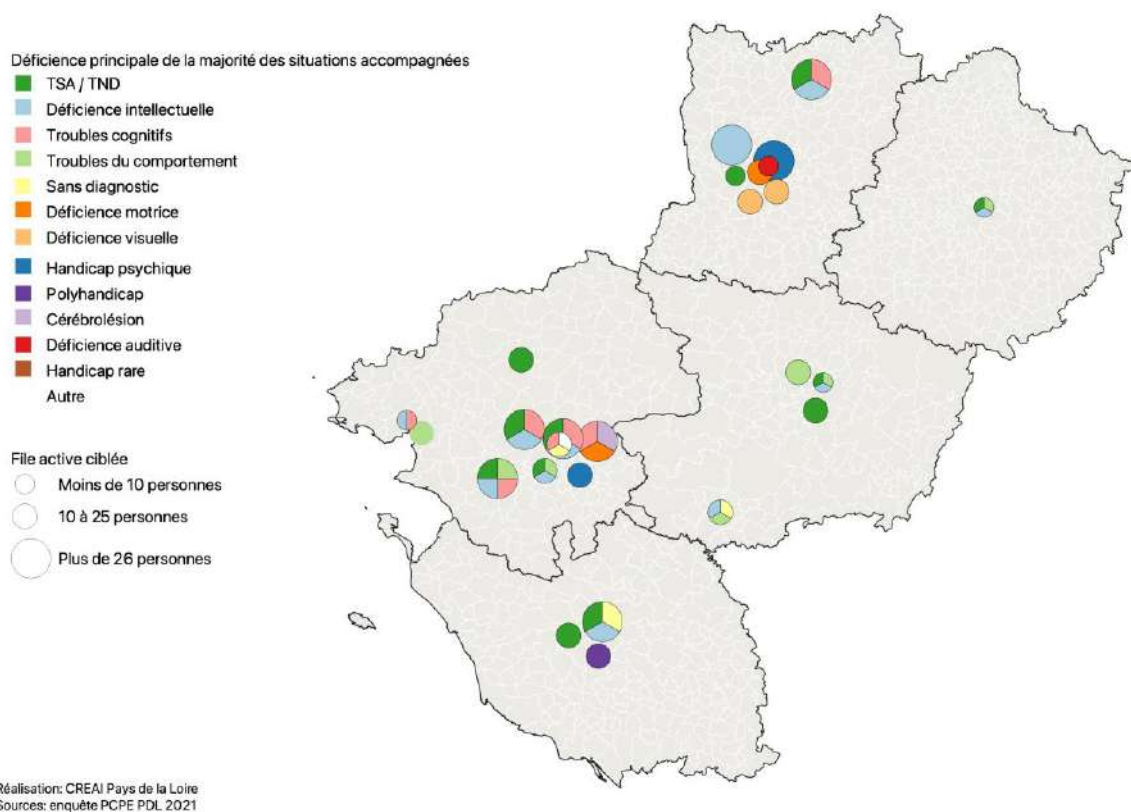 Déficience principale de la majorité des situations accompagnées
TSA / TND
Déficience intellectuelle
Troubles cognitifs
Troubles du comportement
Sans diagnostic
Déficience motrice
Déficience visuelle
Handicap psychique
Polyhandicap
Cérébrolésion
Déficience auditive
Handicap rare
Autre
File active ciblée
Moins de 10 personnes
10 à 25 personnes
Plus de 26 personnes
Réalisation: CREAI Pays de la Loire
Sources: enquête PCPE PDL 2021